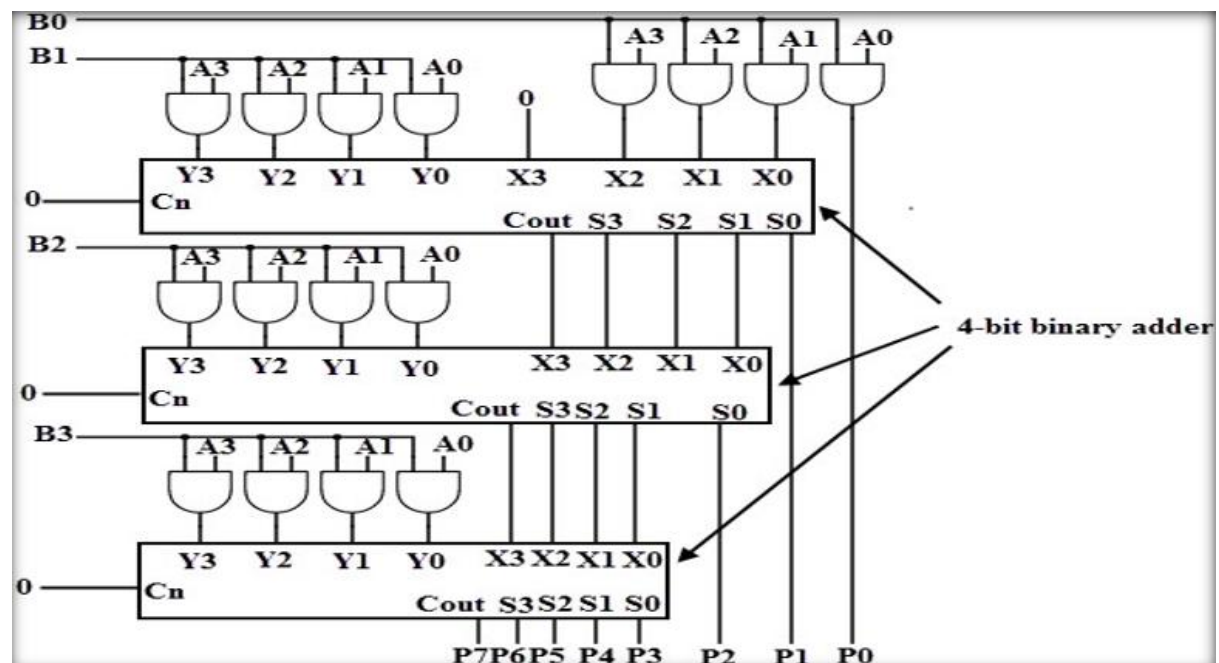 B0
A3 A2 A1 A0
B1
A3 A2 A1 A0
0
Y3 Y2 Y1 Y0 X3 X2 X1 X0
0
Cn
Cout S3 S2 S1 S0
B2
A3 A2 A1 A0
4-bit binary adder
Y3 Y2 Y1 Y0 X3 X2 X1 X0
0
Cn
Cout S3 S2 S1 S0
B3
A3 A2 A1 A0
Y3 Y2 Y1 Y0 X3 X2 X1 X0
0
Cn
Cout S3 S2 S1 S0
P7 P6 P5 P4 P3 P2 P1 P0